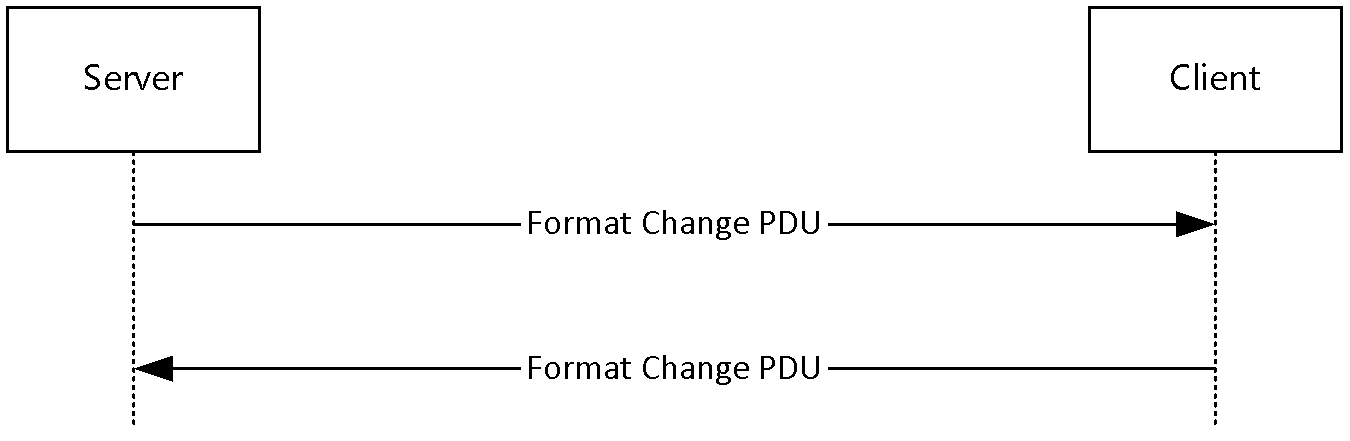 Server
Client
Format Change PDU
Format Change PDU